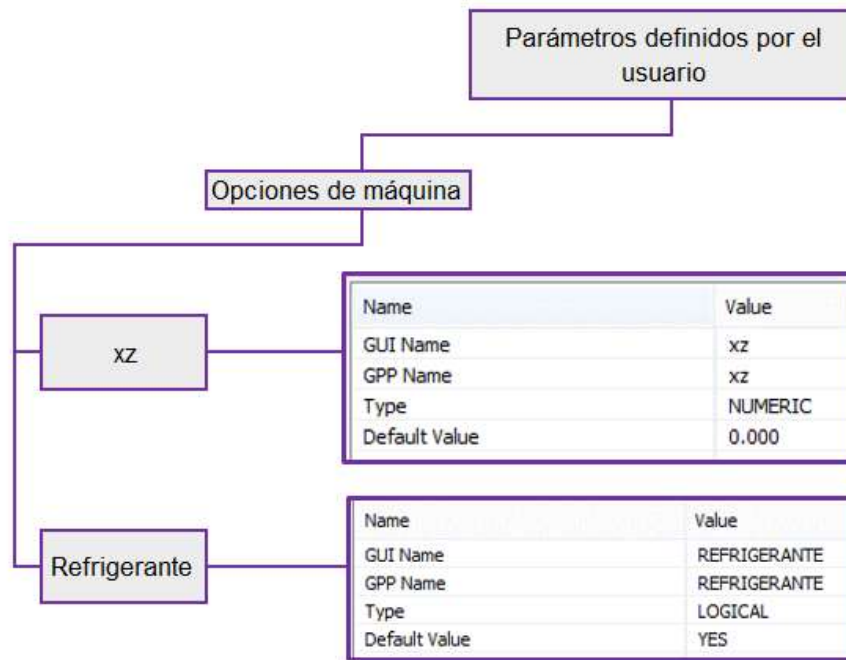 Parámetros definidos por el
usuario
Opciones de máquina
xz
Name Value
GUI Name xz
GPP Name xz
Type NUMERIC
Default Value 0.000
Refrigerante
Name Value
GUI Name REFRIGERANTE
GPP Name REFRIGERANTE
Type LOGICAL
Default Value YES